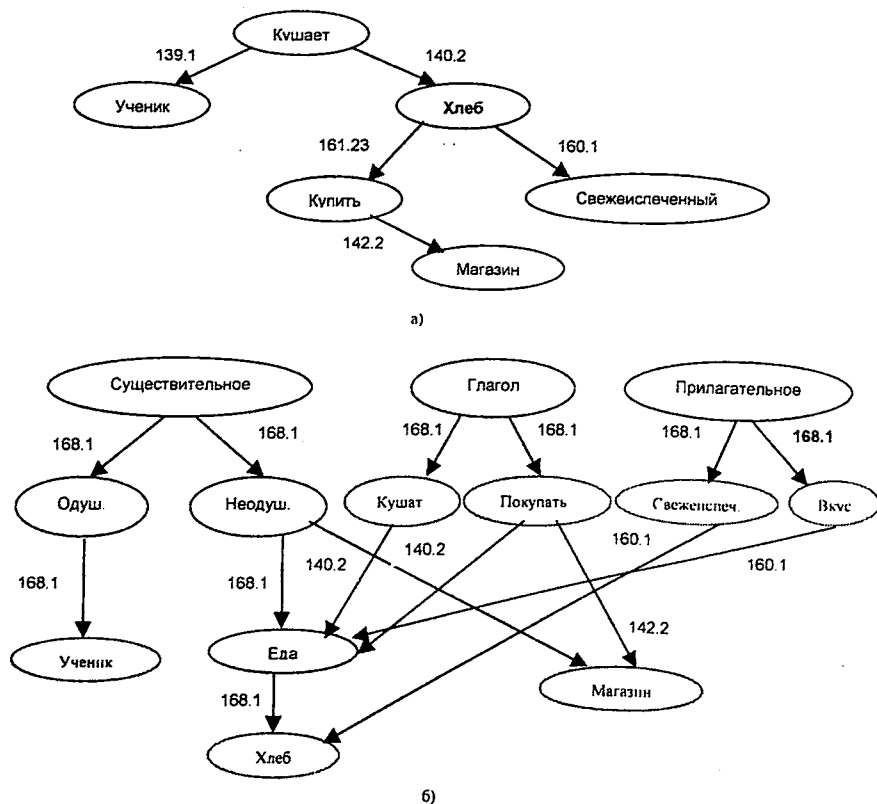 Кушает
139.1 140.2
Ученик Хлеб
161.23 160.1
Купить Свежеиспеченный
142.2
Магазин
а)
Существительное Глагол Прилагательное
168.1 168.1 168.1 168.1 168.1 168.1
Одуш. Неодуш. Кушат Покупать Свежеиспеч. Вкус
168.1 168.1 140.2 140.2 160.1 160.1
142.2
Ученик Еда Магазин
168.1
Хлеб
б)